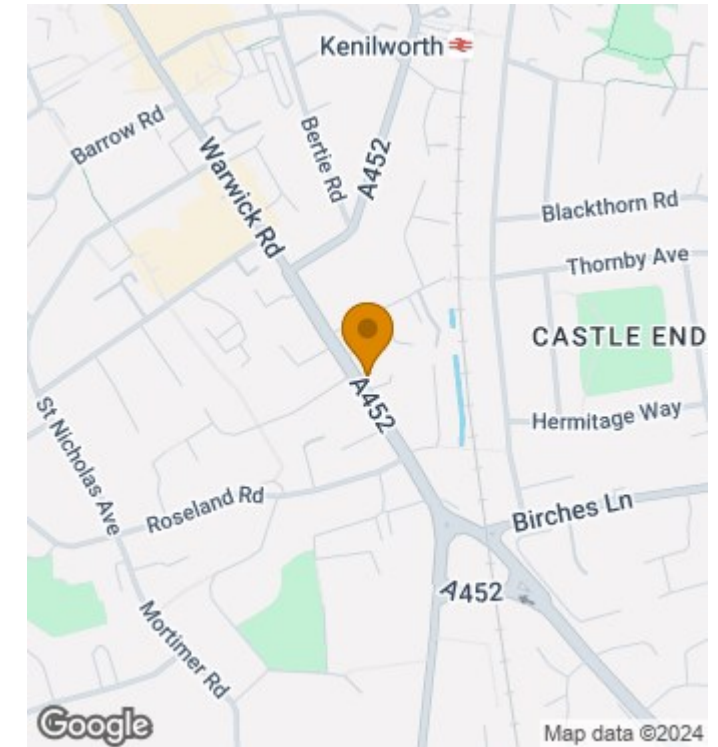 Kenilworth
Barrow Rd
Bertie Rd
A452
Warwick Rd
Blackthorn Rd
Thornby Ave
CASTLE END
A452
Hermitage Way
St Nicholas Ave
Roseland Rd
Birches Ln
A452
Mortimer Rd
Google
Map data ©2024